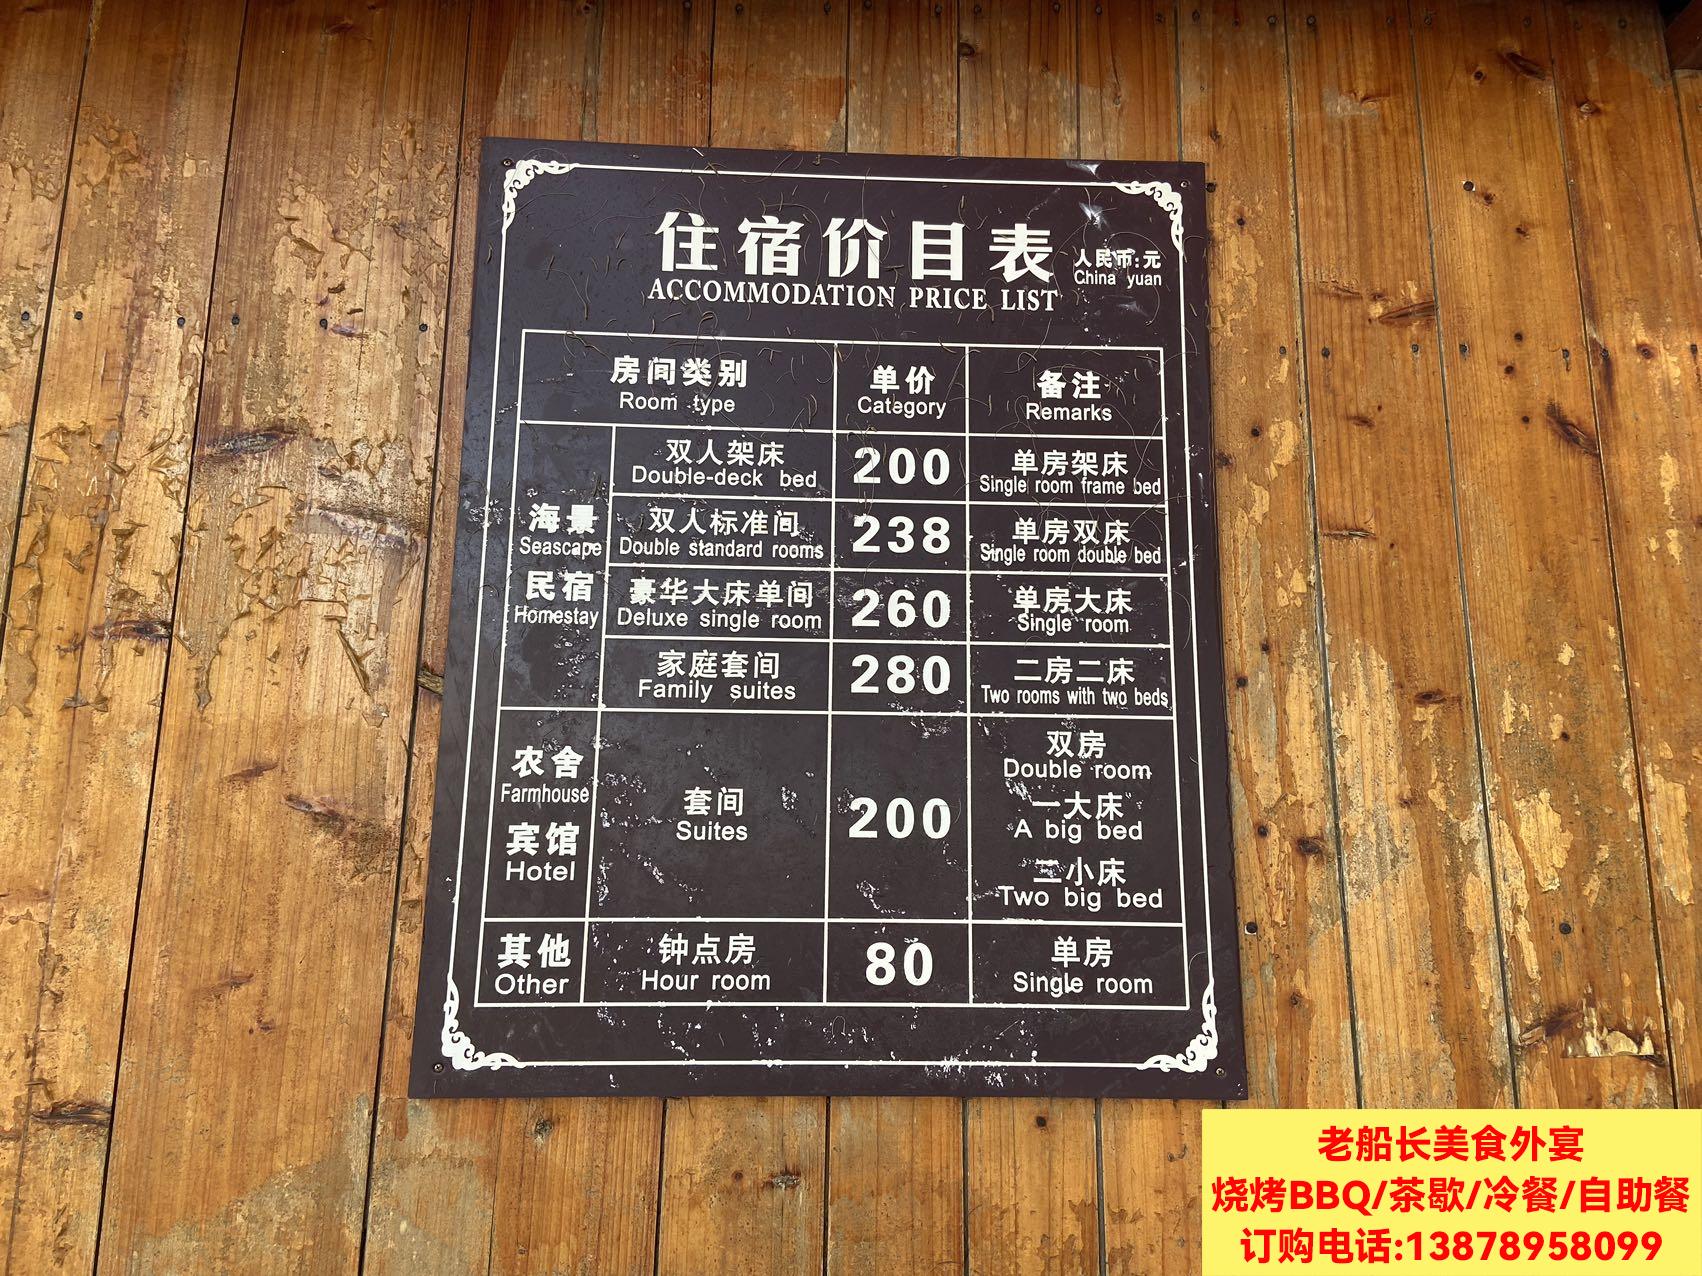 住宿价目表
人民币:元
China yuan
ACCOMMODATION PRICE LIST
房间类别
Room type
单价
Category
备注
Remarks
海景
Seascape
民宿
Homestay
双人架床
Double-deck bed
200
单房架床
Single room frame bed
双人标准间
Double standard rooms
238
单房双床
Single room double bed
豪华大床单间
Deluxe single room
260
单房大床
Single room
家庭套间
Family suites
280
二房二床
Two rooms with two beds
农舍
Farmhouse
宾馆
Hotel
套间
Suites
200
双房
Double room
一大床
A big bed
二小床
Two big bed
其他
Other
钟点房
Hour room
80
单房
Single room
老船长美食外宴
烧烤BBQ/茶歇/冷餐/自助餐
订购电话:13878958099